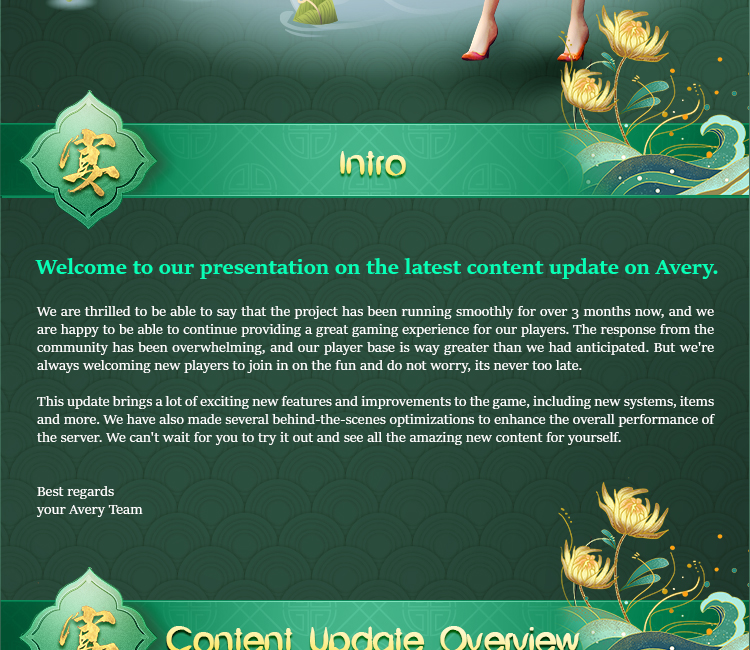 宴
Intro
Welcome to our presentation on the latest content update on Avery.
We are thrilled to be able to say that the project has been running smoothly for over 3 months now, and we
are happy to be able to continue providing a great gaming experience for our players. The response from the
community has been overwhelming, and our player base is way greater than we had anticipated. But we're
always welcoming new players to join in on the fun and do not worry, its never too late.
This update brings a lot of exciting new features and improvements to the game, including new systems, items
and more. We have also made several behind-the-scenes optimizations to enhance the overall performance of
the server. We can't wait for you to try it out and see all the amazing new content for yourself.
Best regards
your Avery Team
宴
Content Update Overview